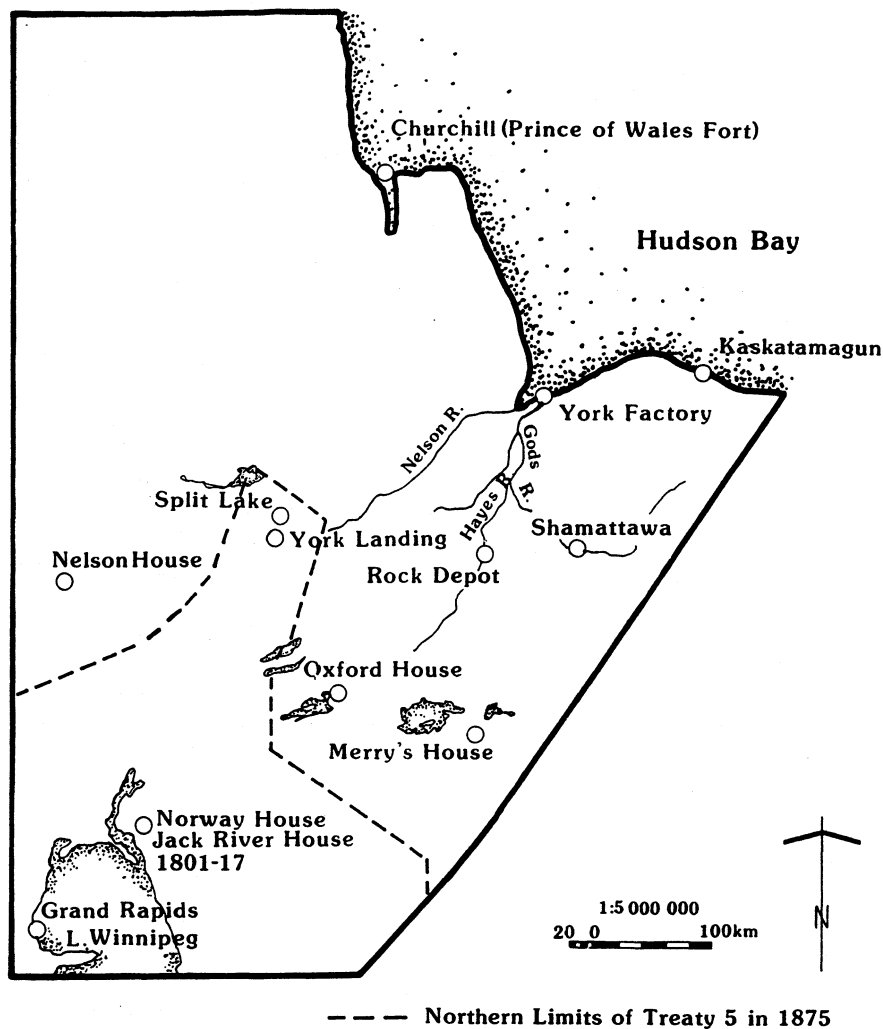 Churchill (Prince of Wales Fort)
Hudson Bay
Kaskatamagun
York Factory
Nelson R.
Gods R.
Hayes R.
Split Lake
York Landing
Shamattawa
Nelson House
Rock Depot
Oxford House
Merry's House
Norway House
Jack River House
1801-17
Grand Rapids
L. Winnipeg
1:5 000 000
20 0 100km
N
Northern Limits of Treaty 5 in 1875